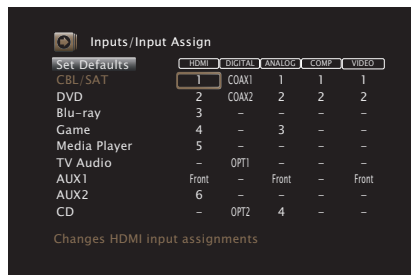 Inputs/Input Assign
Set Defaults HDMI DIGITAL ANALOG COMP VIDEO
CBL/SAT 1 COAX1 1 1 1
DVD 2 COAX2 2 2 2
Blu-ray 3 – – – –
Game 4 – 3 – –
Media Player 5 – – – –
TV Audio – OPT1 – – –
AUX1 Front – Front – Front
AUX2 6 – – – –
CD – OPT2 4 – –
Changes HDMI input assignments